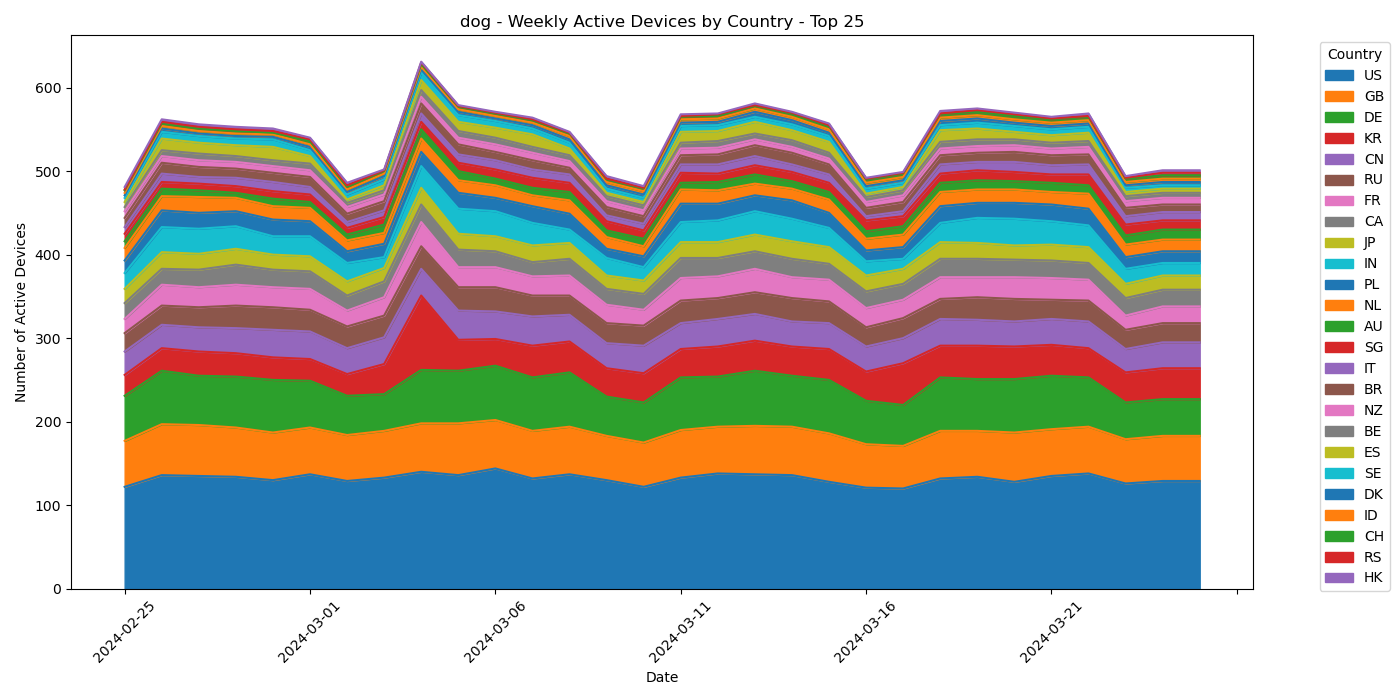 dog - Weekly Active Devices by Country - Top 25
Number of Active Devices
600
500
400
300
200
100
0
2024-02-25
2024-03-01
2024-03-06
2024-03-11
2024-03-16
2024-03-21
Date
Country
US
GB
DE
KR
CN
RU
FR
CA
JP
IN
PL
NL
AU
SG
IT
BR
NZ
BE
ES
SE
DK
ID
CH
RS
HK